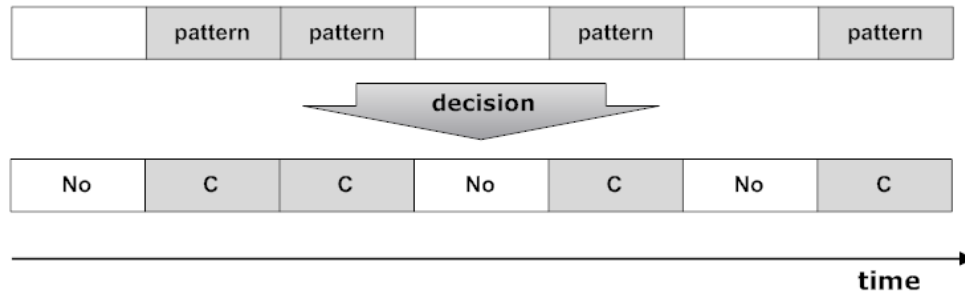 pattern pattern pattern pattern
decision
No C C No C No C
time